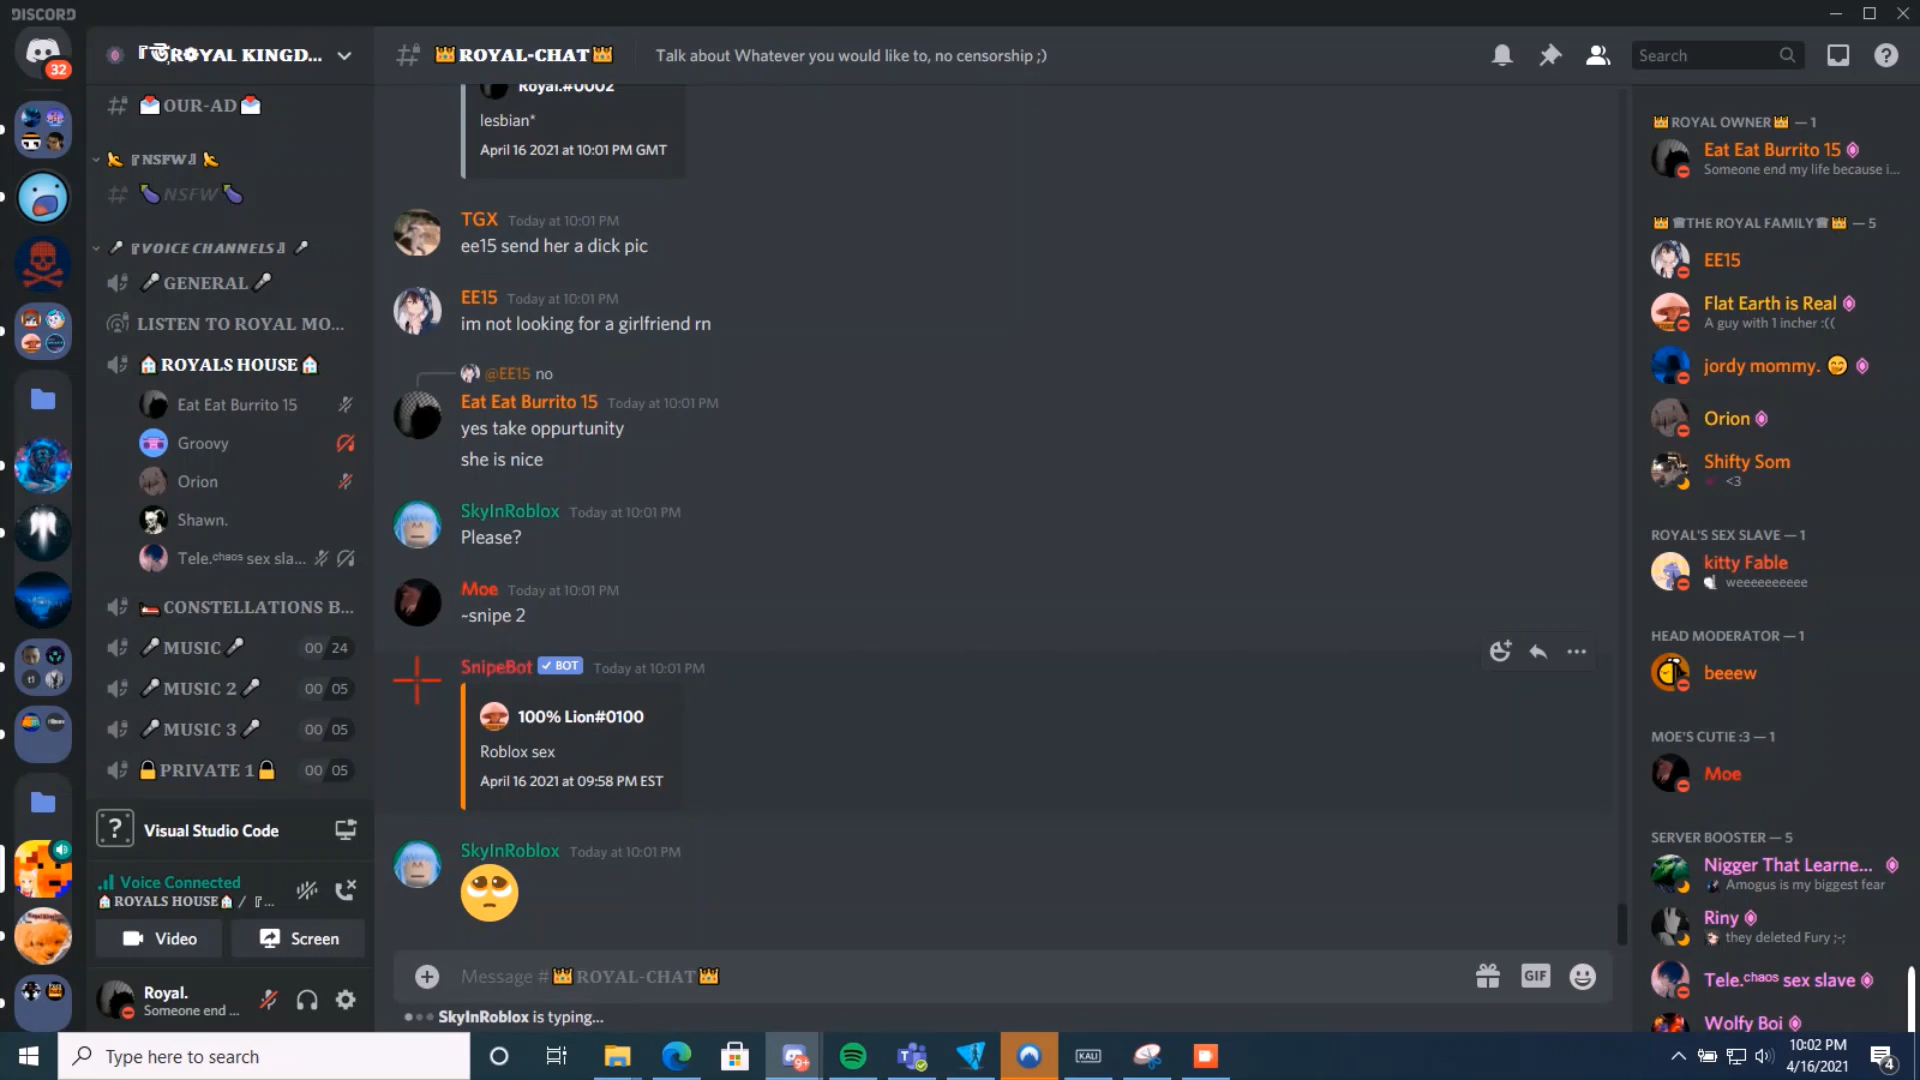 DISCORD
32
『ROYAL KINGD...
👑ROYAL-CHAT👑
Talk about Whatever you would like to, no censorship ;)
Search
📩OUR-AD📩
『NSFW』
🍆NSFW🍆
🎤『VOICE CHANNELS』🎤
🎤GENERAL🎤
LISTEN TO ROYAL MO...
🏠ROYALS HOUSE🏠
Eat Eat Burrito 15
Groovy
Orion
Shawn.
Tele.ᶜʰᵃᵒˢ sex sla...
CONSTELLATIONS B...
🎤MUSIC🎤 00 24
🎤MUSIC 2🎤 00 05
🎤MUSIC 3🎤 00 05
🔒PRIVATE 1🔒 00 05
? Visual Studio Code
Voice Connected
🏠ROYALS HOUSE🏠 / 『...
Video
Screen
Royal.
Someone end ...
Royal.#0002
lesbian*
April 16 2021 at 10:01 PM GMT
TGX Today at 10:01 PM
ee15 send her a dick pic
EE15 Today at 10:01 PM
im not looking for a girlfriend rn
@EE15 no
Eat Eat Burrito 15 Today at 10:01 PM
yes take oppurtunity
she is nice
SkyInRoblox Today at 10:01 PM
Please?
Moe Today at 10:01 PM
~snipe 2
SnipeBot ✓ BOT Today at 10:01 PM
100% Lion#0100
Roblox sex
April 16 2021 at 09:58 PM EST
SkyInRoblox Today at 10:01 PM
🥺
Message #👑ROYAL-CHAT👑
GIF
SkyInRoblox is typing...
👑ROYAL OWNER👑 — 1
Eat Eat Burrito 15
Someone end my life because i...
👑♕THE ROYAL FAMILY♕👑 — 5
EE15
Flat Earth is Real
A guy with 1 incher :((
jordy mommy. 😊
Orion
Shifty Som
<3
ROYAL'S SEX SLAVE — 1
kitty Fable
weeeeeeeeee
HEAD MODERATOR — 1
beeew
MOE'S CUTIE :3 — 1
Moe
SERVER BOOSTER — 5
Nigger That Learne...
Amogus is my biggest fear
Riny
they deleted Fury ;-;
Tele.ᶜʰᵃᵒˢ sex slave
Wolfy Boi
Type here to search
9+
KALI
10:02 PM
4/16/2021
4